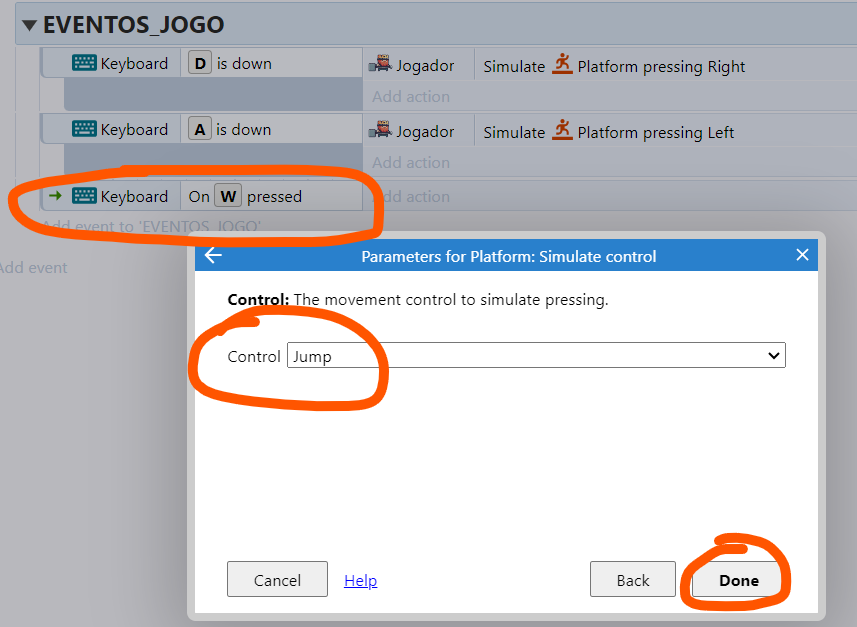 EVENTOS_JOGO
Keyboard D is down Jogador Simulate Platform pressing Right
Add action
Keyboard A is down Jogador Simulate Platform pressing Left
Add action
Keyboard On W pressed Add action
Add event to 'EVENTOS_JOGO'
Add event
Parameters for Platform: Simulate control
Control: The movement control to simulate pressing.
Control Jump
Cancel Help Back Done